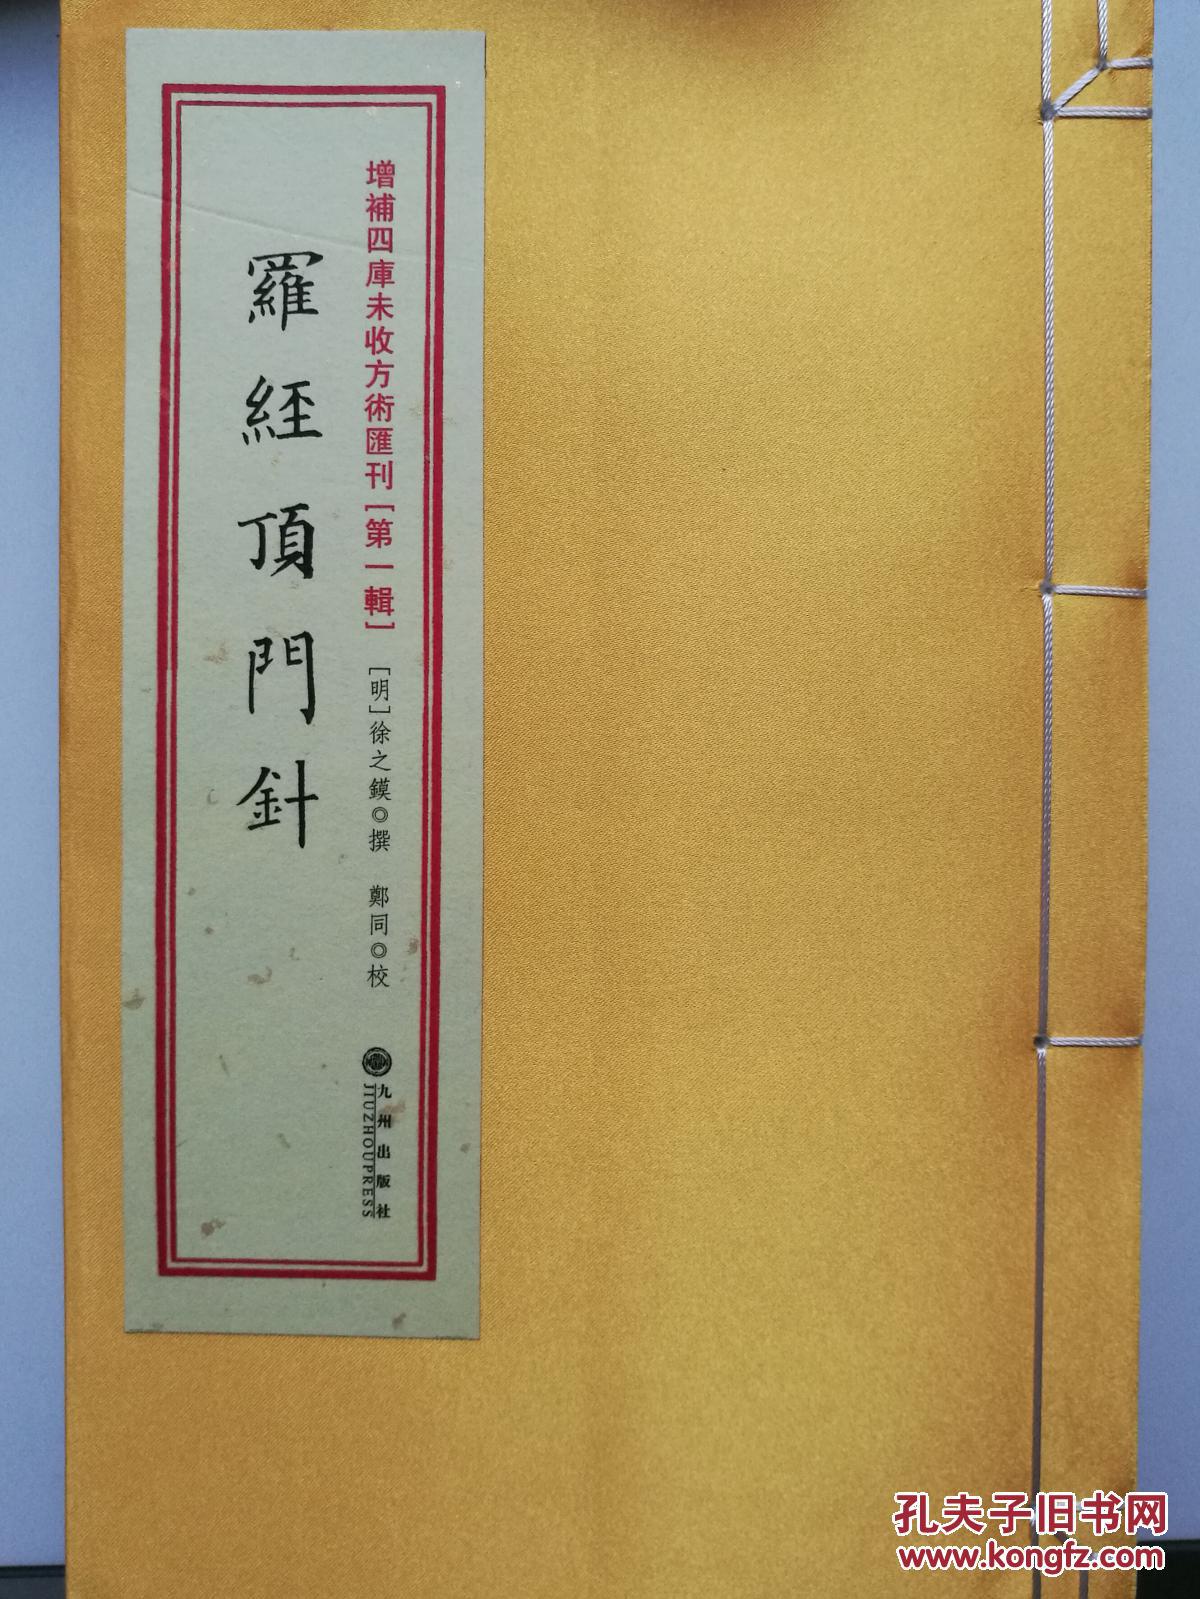 增補四庫未收方術匯刊[第一輯]
[明]徐之鏌◎撰 鄭同◎校
九州出版社
JIUZHOUPRESS
羅經頂門針
孔夫子旧书网
www.kongfz.com